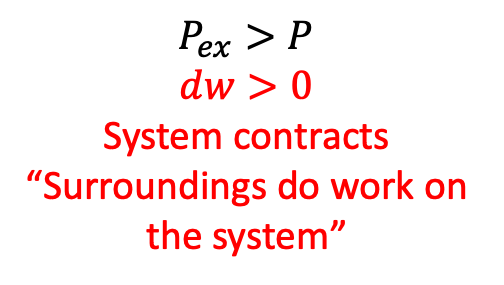 P_ex > P
dw > 0
System contracts
“Surroundings do work on
the system”